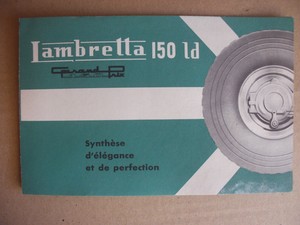 Lambretta 150 ld
Grand Prix
Synthèse
d'élégance
et de perfection